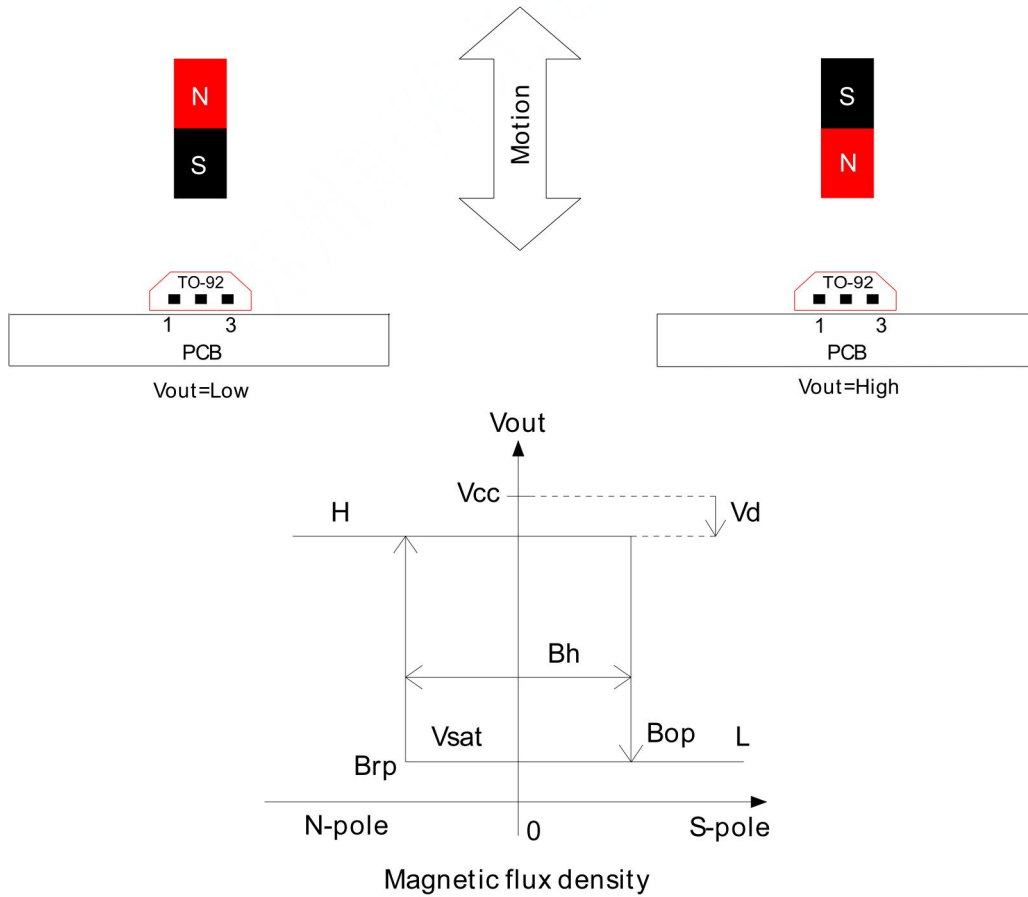 N
S
Motion
S
N
TO-92
1 3
PCB
Vout=Low
TO-92
1 3
PCB
Vout=High
Vout
Vcc
H
Vd
Bh
Vsat
Bop
L
Brp
N-pole
0
S-pole
Magnetic flux density